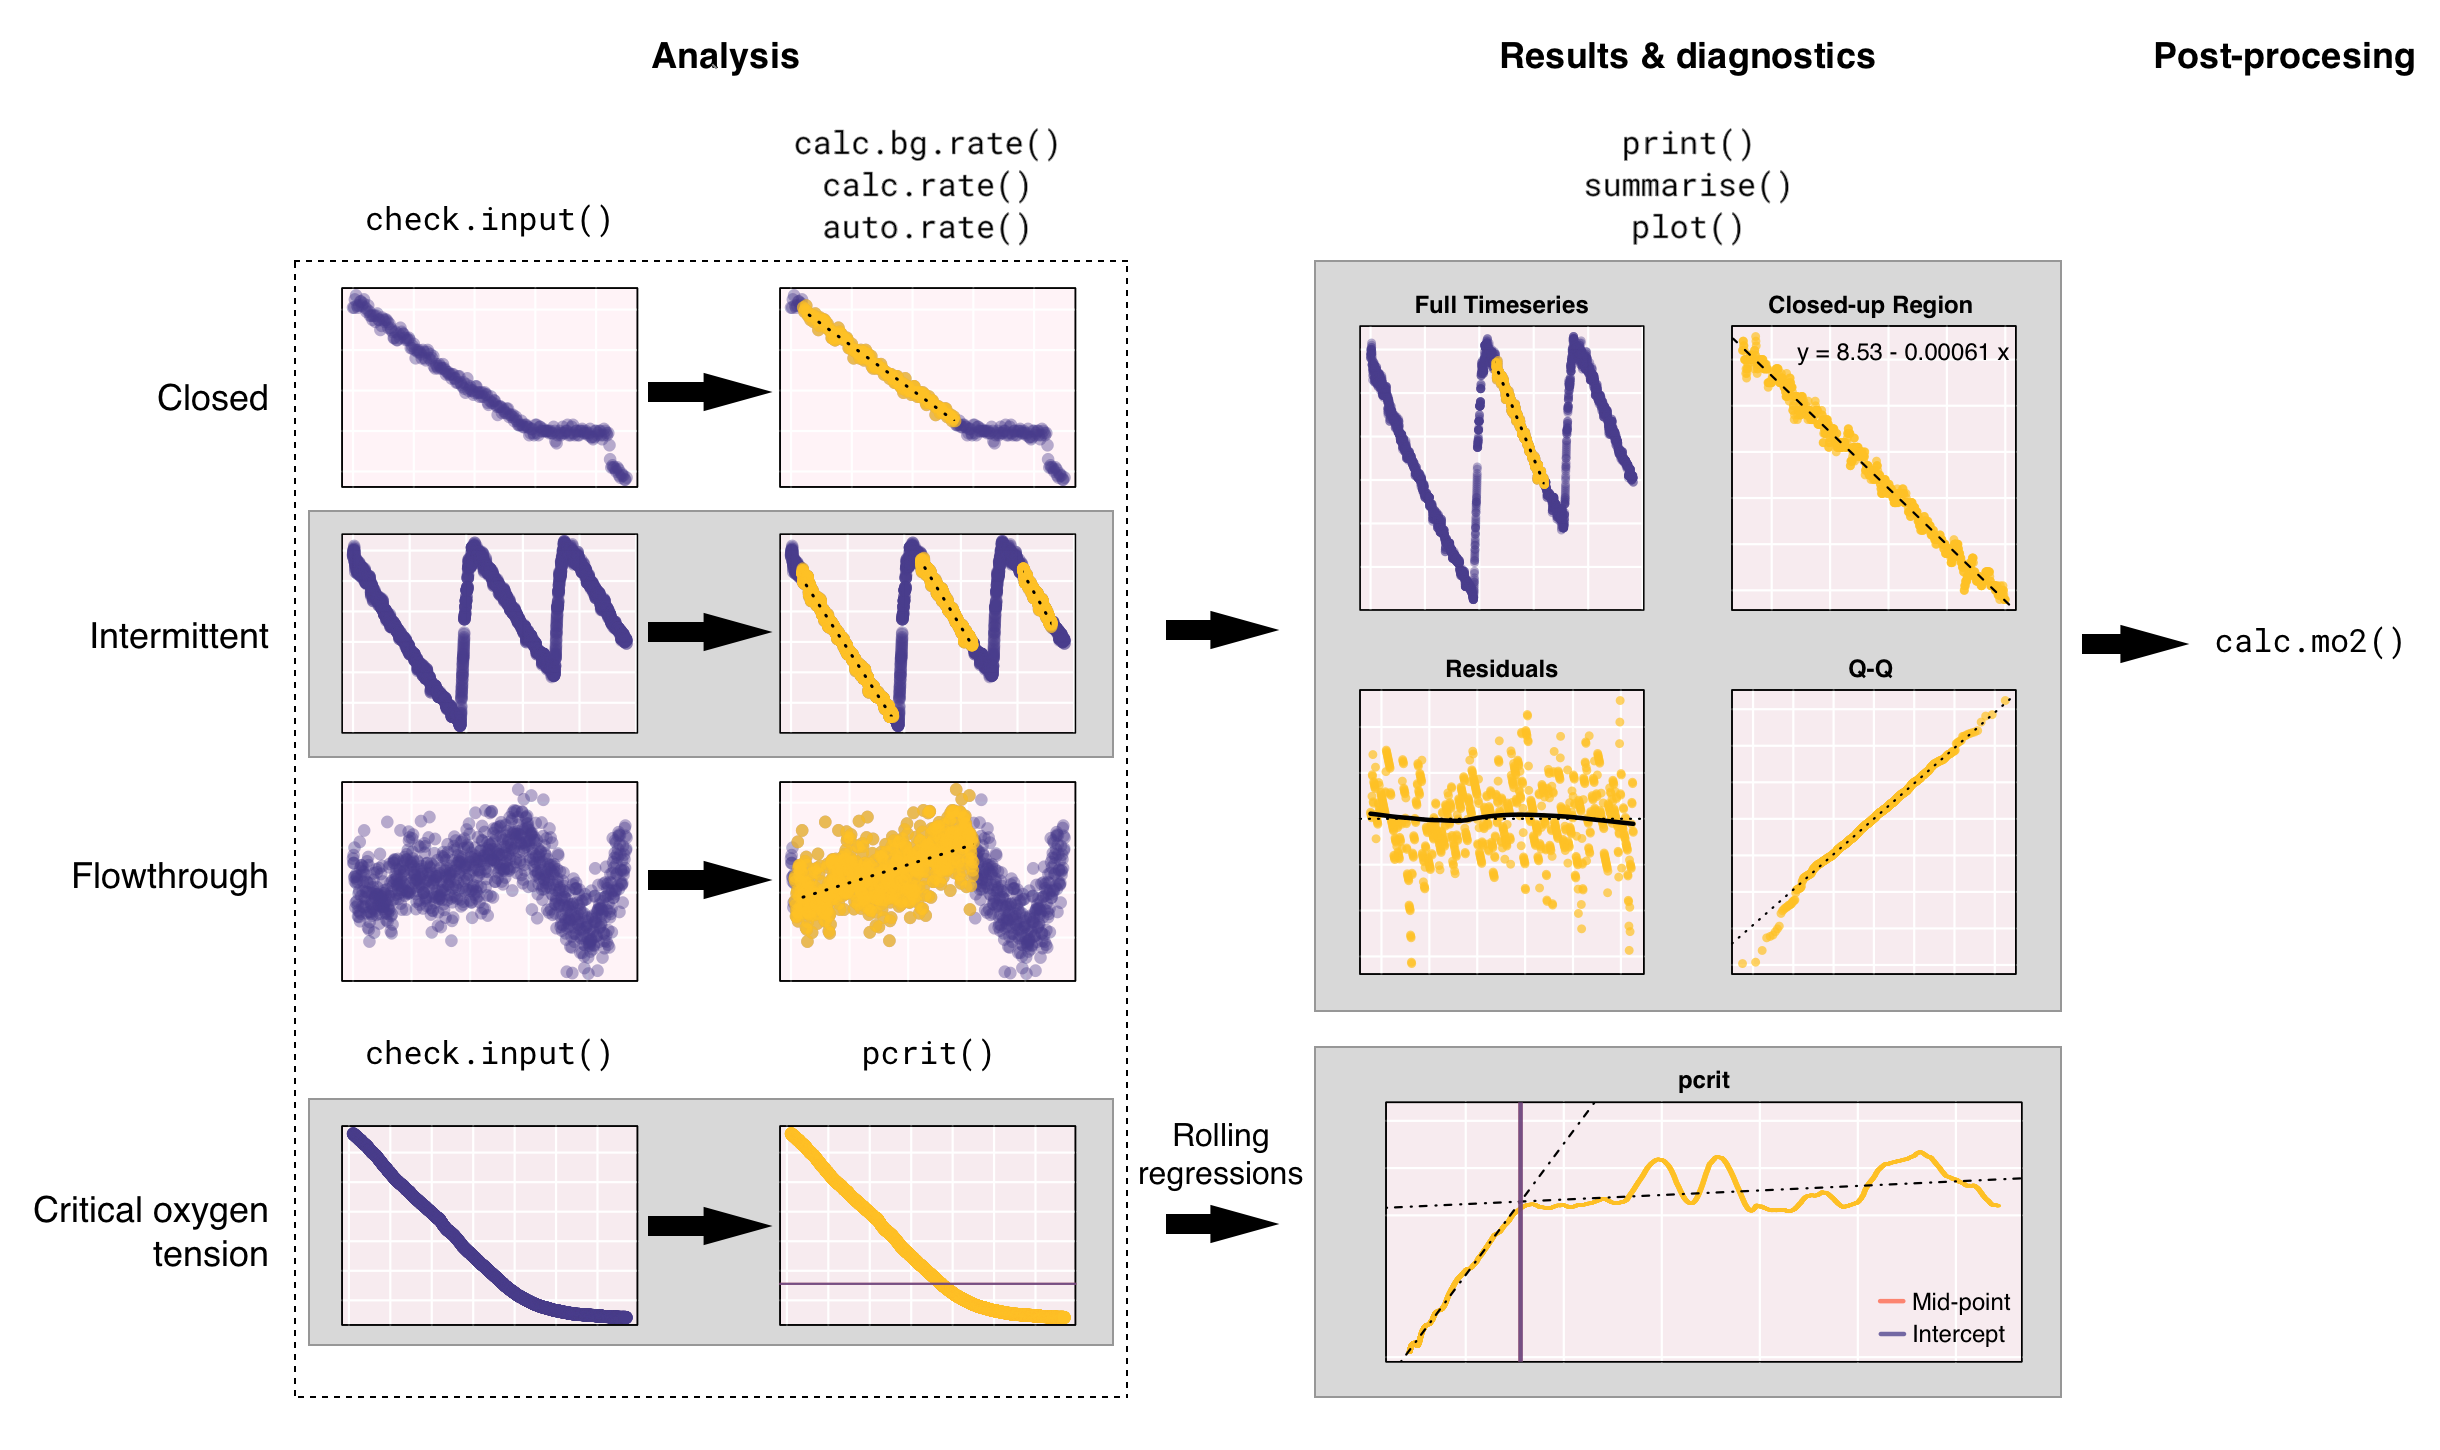 Analysis
Results & diagnostics
Post-procesing
check.input()
calc.bg.rate()
calc.rate()
auto.rate()
print()
summarise()
plot()
Closed
Intermittent
Flowthrough
Full Timeseries
Closed-up Region
y = 8.53 - 0.00061 x
Residuals
Q-Q
calc.mo2()
check.input()
pcrit()
Critical oxygen
tension
Rolling
regressions
pcrit
Mid-point
Intercept